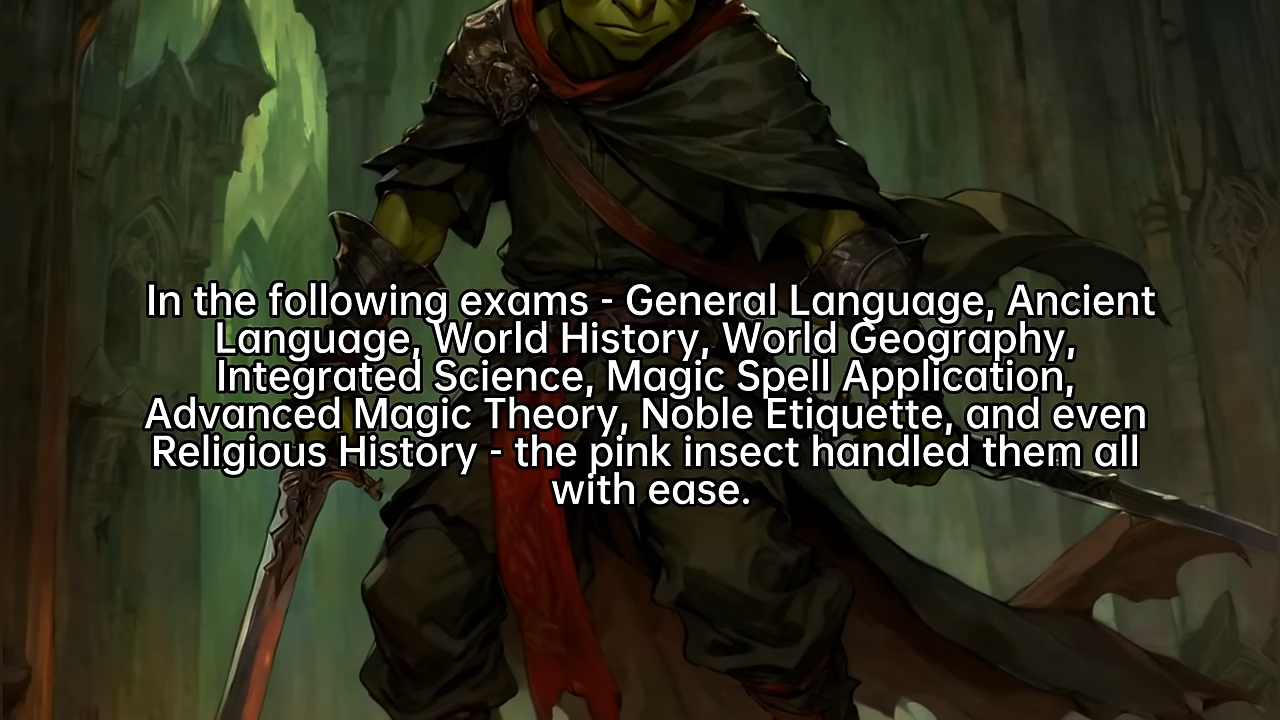 In the following exams - General Language, Ancient
Language, World History, World Geography,
Integrated Science, Magic Spell Application,
Advanced Magic Theory, Noble Etiquette, and even
Religious History - the pink insect handled them all
with ease.